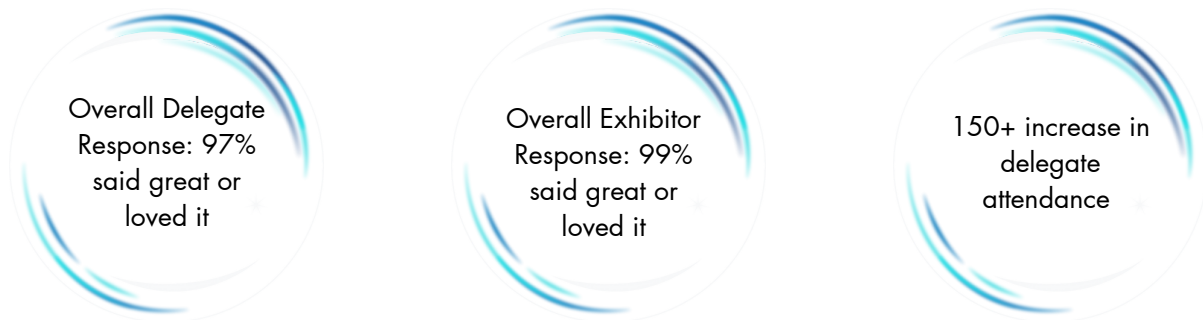 Overall Delegate
Response: 97%
said great or
loved it
Overall Exhibitor
Response: 99%
said great or
loved it
150+ increase in
delegate
attendance